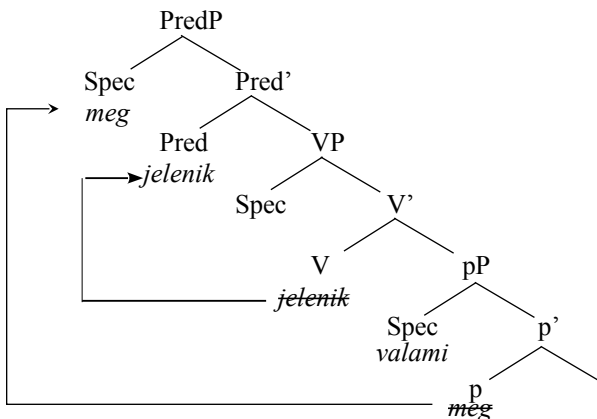 PredP
Spec Pred’
meg
Pred VP
jelenik
Spec V’
V pP
jelenik
Spec p’
valami
p
meg